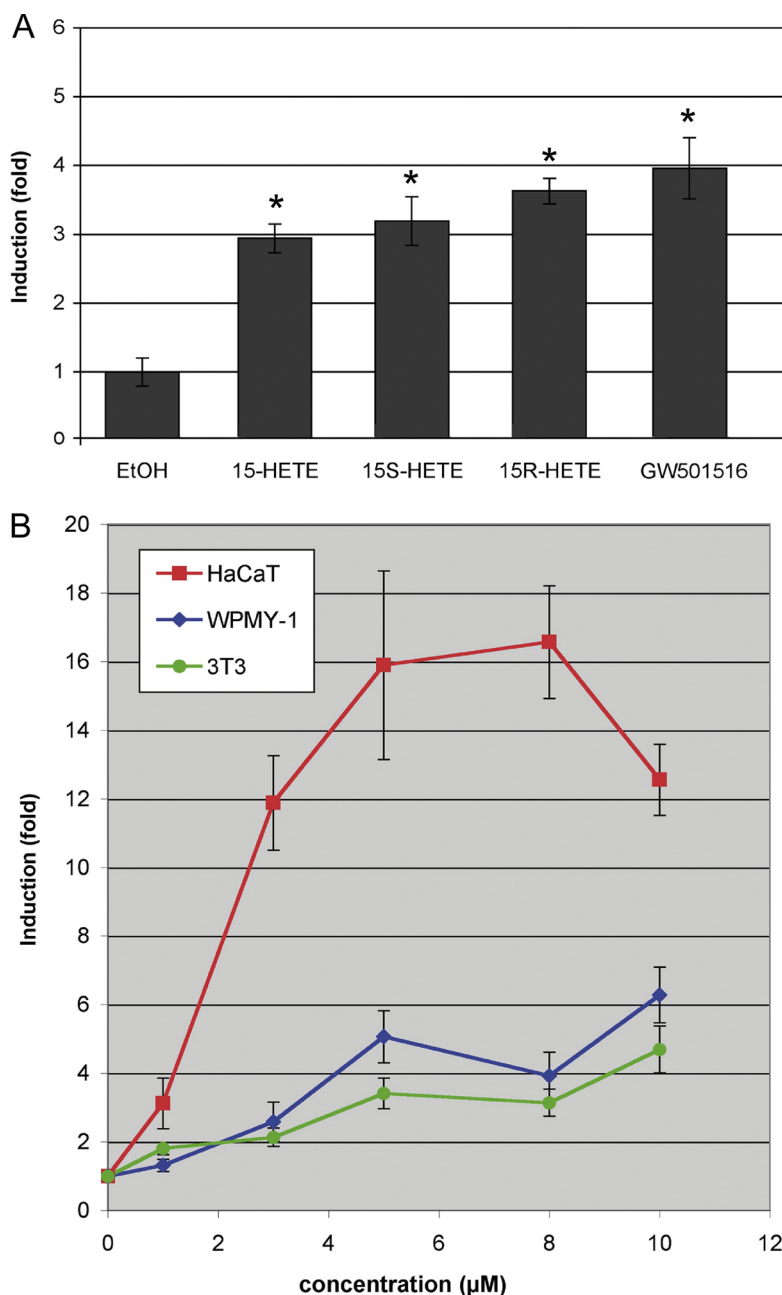 A
6
5
4
3
2
1
0
Induction (fold)
*
*
*
*
EtOH 15-HETE 15S-HETE 15R-HETE GW501516
B
20
18
16
14
12
10
8
6
4
2
0
Induction (fold)
HaCaT
WPMY-1
3T3
0 2 4 6 8 10 12
concentration (µM)